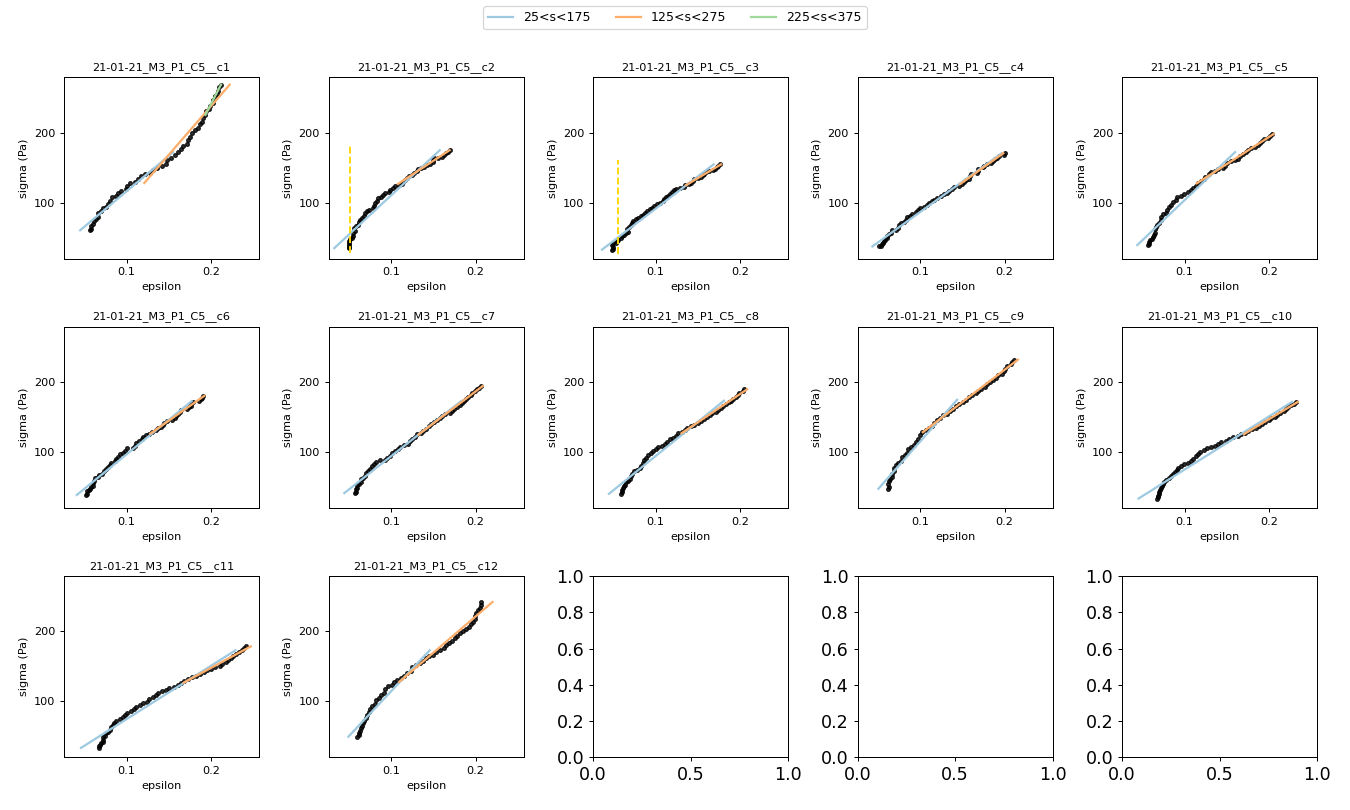 25<s<175 125<s<275 225<s<375
21-01-21_M3_P1_C5__c1 21-01-21_M3_P1_C5__c2 21-01-21_M3_P1_C5__c3 21-01-21_M3_P1_C5__c4 21-01-21_M3_P1_C5__c5
200 200 200 200 200
sigma (Pa) sigma (Pa) sigma (Pa) sigma (Pa) sigma (Pa)
100 100 100 100 100
0.1 0.2 0.1 0.2 0.1 0.2 0.1 0.2 0.1 0.2
epsilon epsilon epsilon epsilon epsilon
21-01-21_M3_P1_C5__c6 21-01-21_M3_P1_C5__c7 21-01-21_M3_P1_C5__c8 21-01-21_M3_P1_C5__c9 21-01-21_M3_P1_C5__c10
200 200 200 200 200
sigma (Pa) sigma (Pa) sigma (Pa) sigma (Pa) sigma (Pa)
100 100 100 100 100
0.1 0.2 0.1 0.2 0.1 0.2 0.1 0.2 0.1 0.2
epsilon epsilon epsilon epsilon epsilon
21-01-21_M3_P1_C5__c11 21-01-21_M3_P1_C5__c12
1.0 1.0 1.0
0.8 0.8 0.8
200 200
0.6 0.6 0.6
sigma (Pa) sigma (Pa)
0.4 0.4 0.4
100 100
0.2 0.2 0.2
0.0 0.0 0.0
0.1 0.2 0.1 0.2 0.0 0.5 1.0 0.0 0.5 1.0 0.0 0.5 1.0
epsilon epsilon